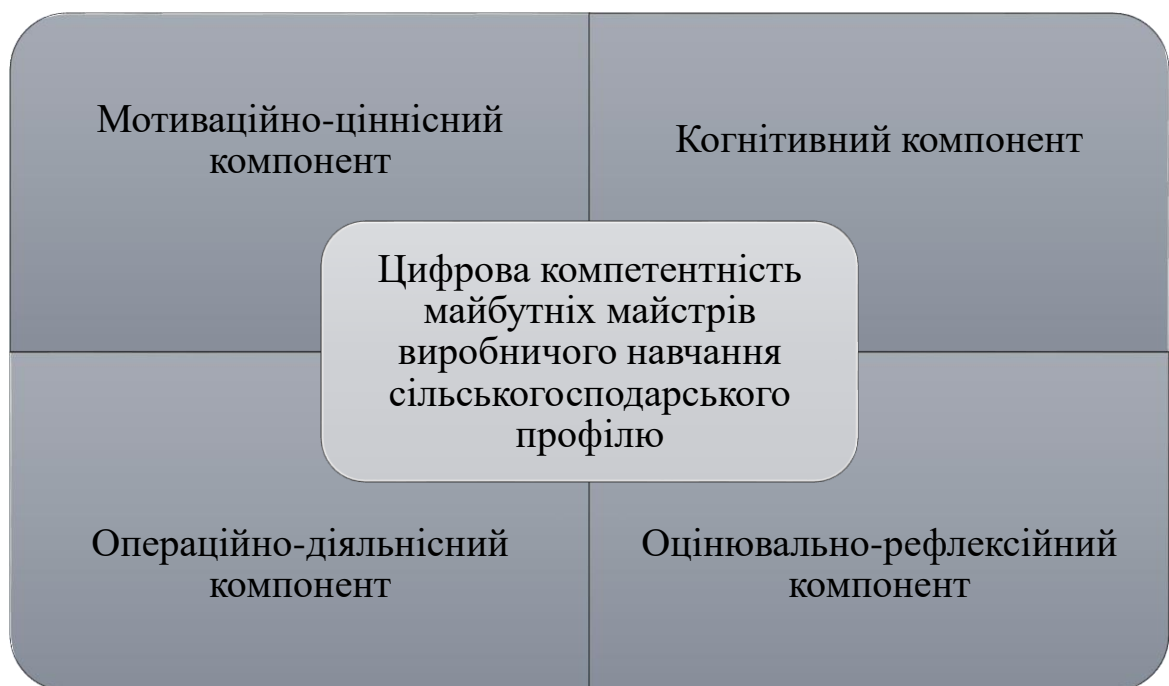 Мотиваційно-ціннісний
компонент
Когнітивний компонент
Цифрова компетентність
майбутніх майстрів
виробничого навчання
сільськогосподарського
профілю
Операційно-діяльнісний
компонент
Оцінювально-рефлексійний
компонент